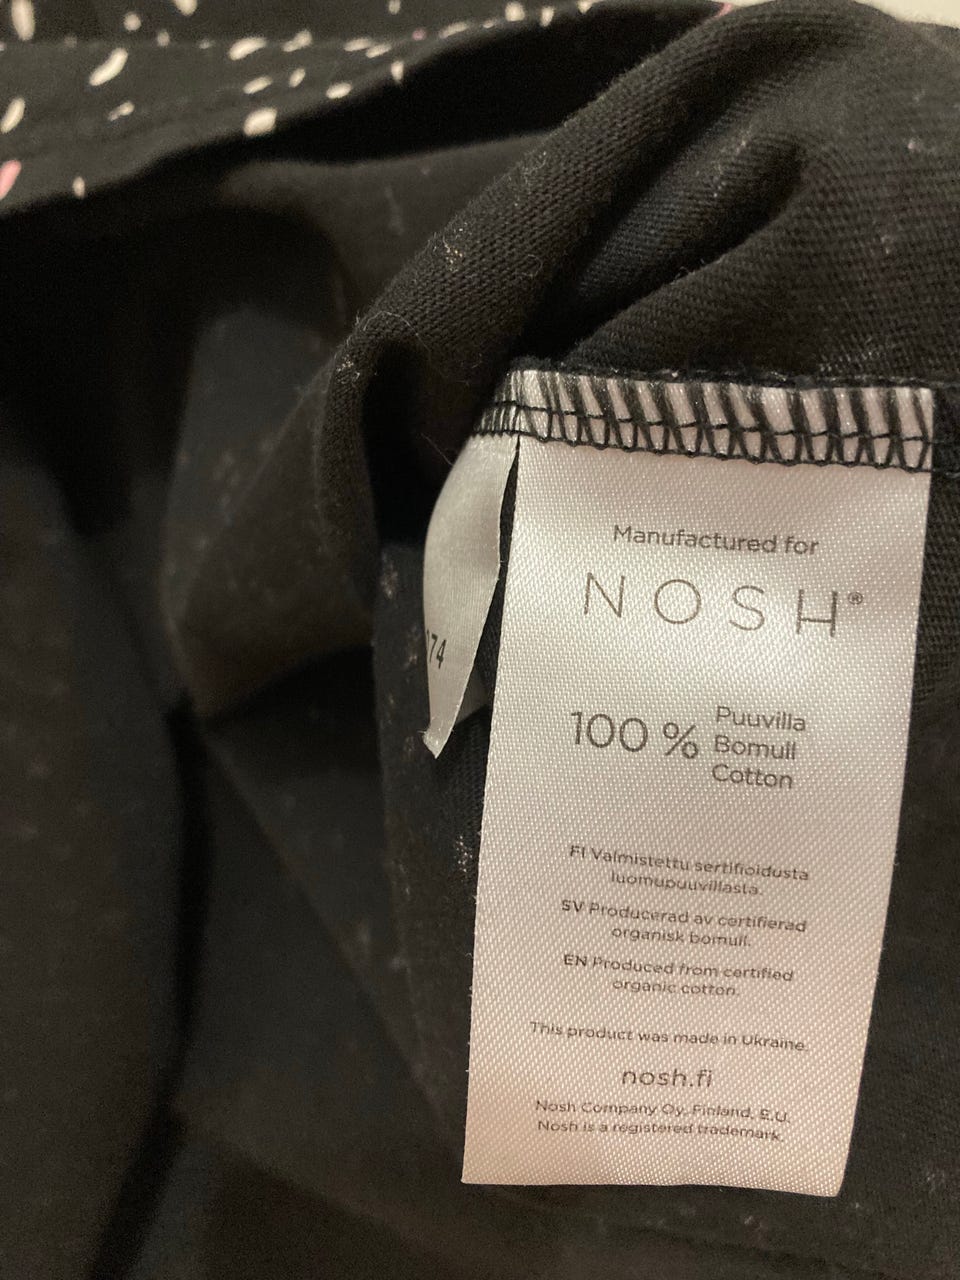 Manufactured for
NOSH®
100 % Puuvilla
Bomull
Cotton
FI Valmistettu sertifioidusta
luomupuuvillasta.
SV Producerad av certifierad
organisk bomull.
EN Produced from certified
organic cotton.
This product was made in Ukraine.
nosh.fi
Nosh Company Oy, Finland, E.U.
Nosh is a registered trademark.
74